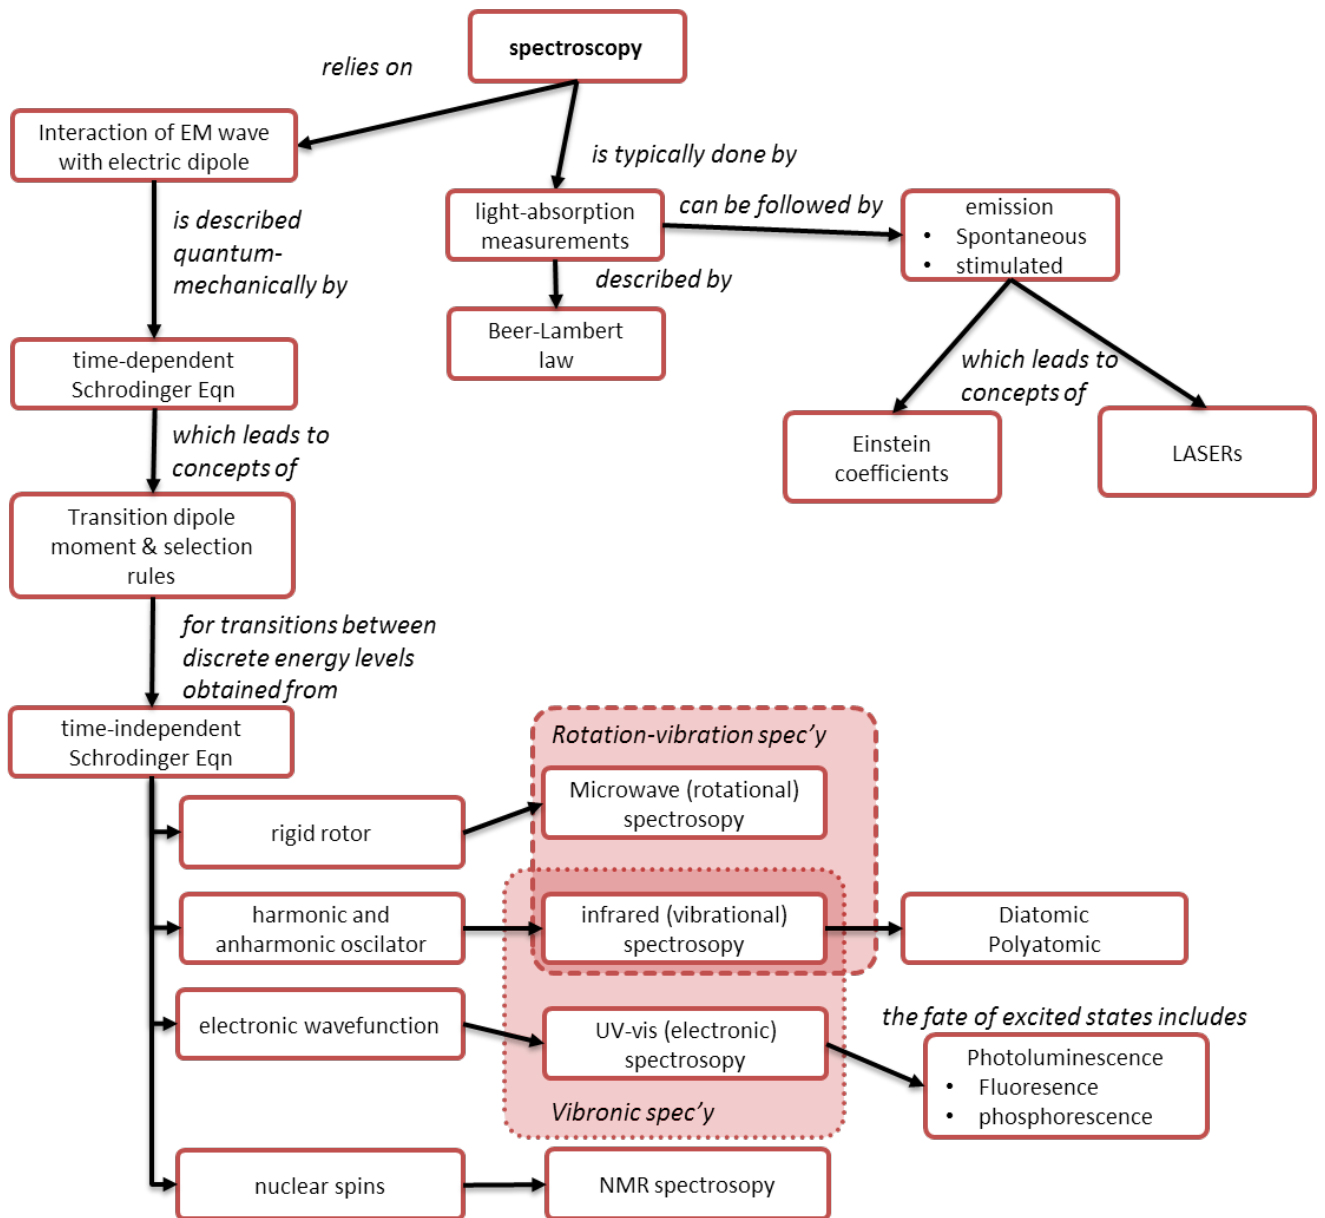 spectroscopy
relies on
Interaction of EM wave
with electric dipole
is typically done by
is described
quantum-
mechanically by
light-absorption
measurements
can be followed by
emission
• Spontaneous
• stimulated
described by
Beer-Lambert
law
time-dependent
Schrodinger Eqn
which leads to
concepts of
Einstein
coefficients
LASERs
which leads to
concepts of
Transition dipole
moment & selection
rules
for transitions between
discrete energy levels
obtained from
time-independent
Schrodinger Eqn
Rotation-vibration spec’y
rigid rotor
Microwave (rotational)
spectrosopy
harmonic and
anharmonic oscilator
infrared (vibrational)
spectrosopy
Diatomic
Polyatomic
electronic wavefunction
UV-vis (electronic)
spectrosopy
the fate of excited states includes
Photoluminescence
• Fluoresence
• phosphorescence
Vibronic spec’y
nuclear spins
NMR spectrosopy